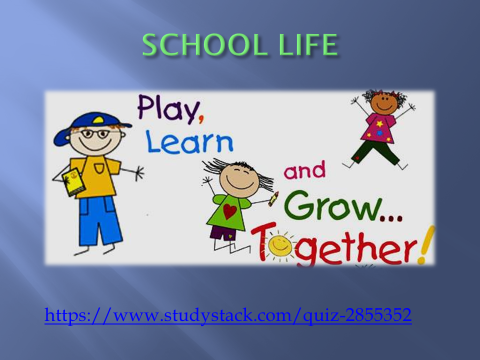 SCHOOL LIFE
Play,
Learn
and
Grow...
Together!
https://www.studystack.com/quiz-2855352